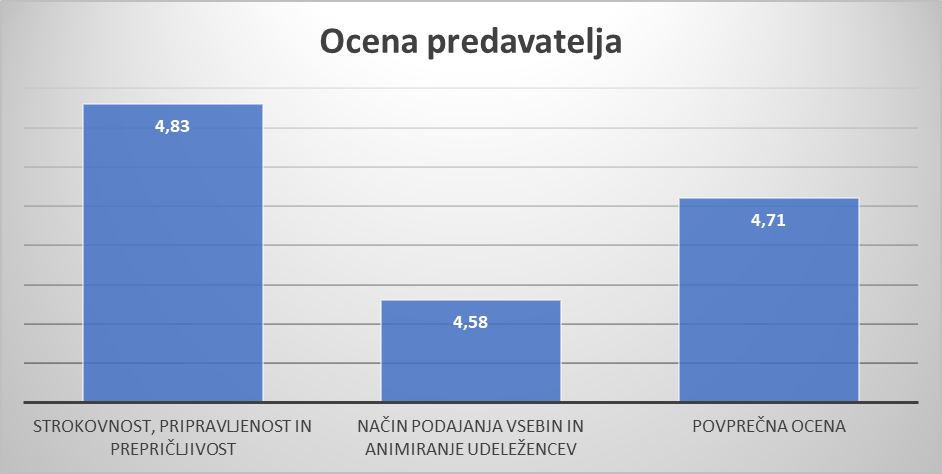 Ocena predavatelja
4,83
4,58
4,71
STROKOVNOST, PRIPRAVLJENOST IN
PREPRIČLJIVOST
NAČIN PODAJANJA VSEBIN IN
ANIMIRANJE UDELEŽENCEV
POVPREČNA OCENA